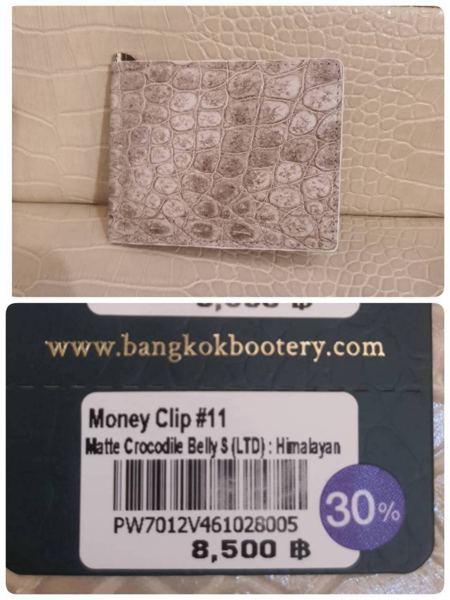 www.bangkokbootery.com
Money Clip #11
Matte Crocodile Belly S (LTD) : Himalayan
PW7012V461028005
30%
8,500 ฿